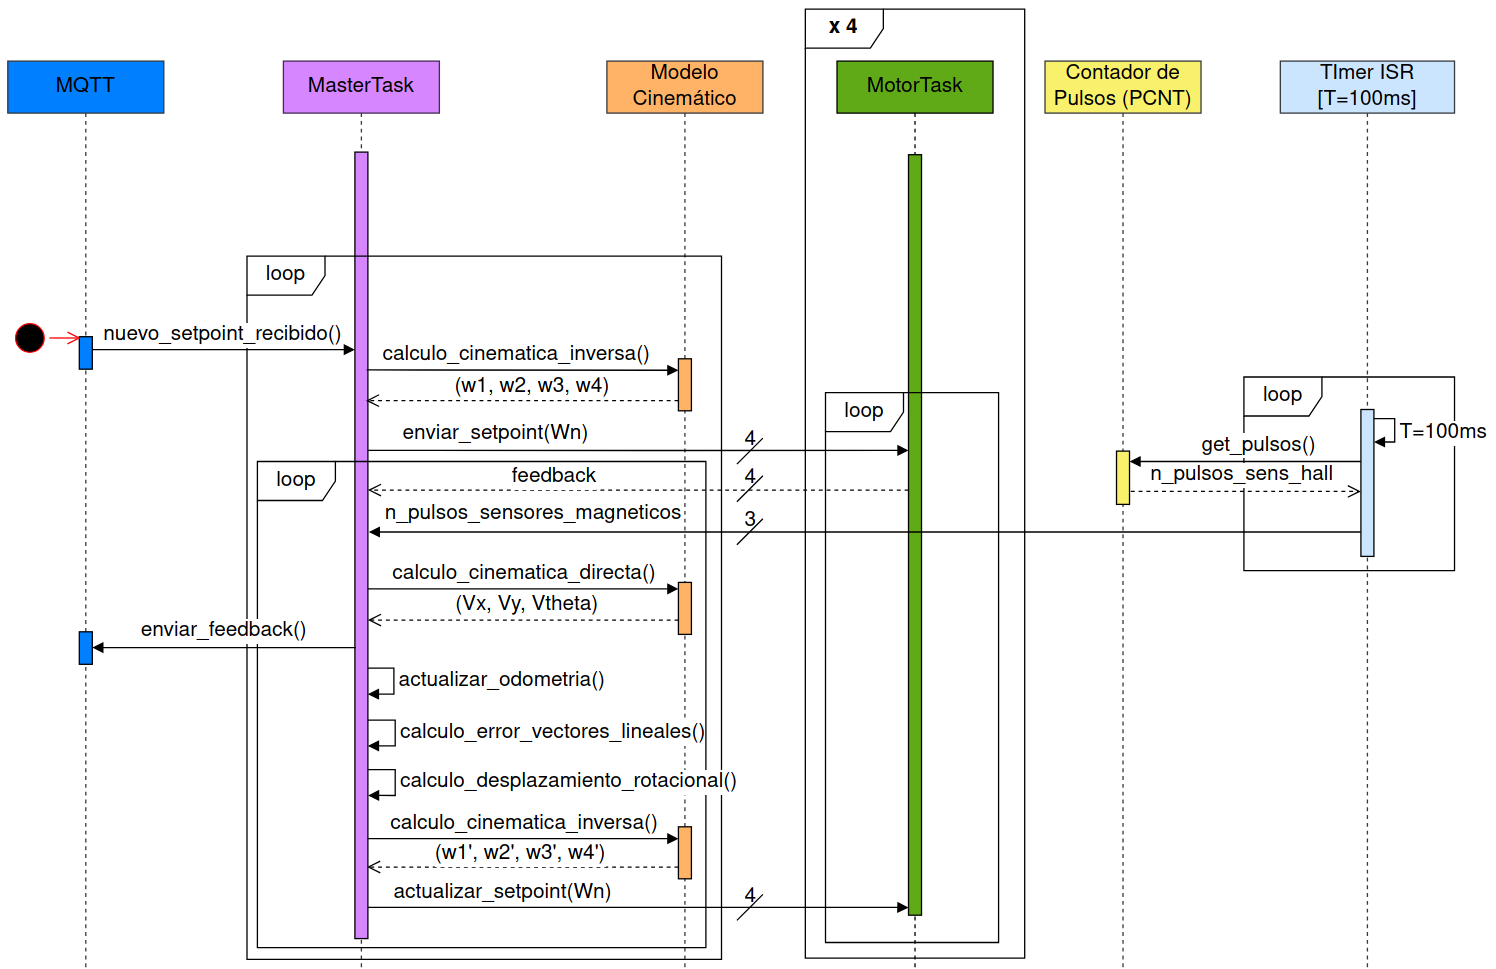 x 4
MQTT
MasterTask
Modelo
Cinemático
MotorTask
Contador de
Pulsos (PCNT)
TImer ISR
[T=100ms]
loop
nuevo_setpoint_recibido()
calculo_cinematica_inversa()
(w1, w2, w3, w4)
loop
loop
enviar_setpoint(Wn)
4
T=100ms
get_pulsos()
loop
feedback
4
n_pulsos_sens_hall
n_pulsos_sensores_magneticos
3
calculo_cinematica_directa()
(Vx, Vy, Vtheta)
enviar_feedback()
actualizar_odometria()
calculo_error_vectores_lineales()
calculo_desplazamiento_rotacional()
calculo_cinematica_inversa()
(w1', w2', w3', w4')
actualizar_setpoint(Wn)
4